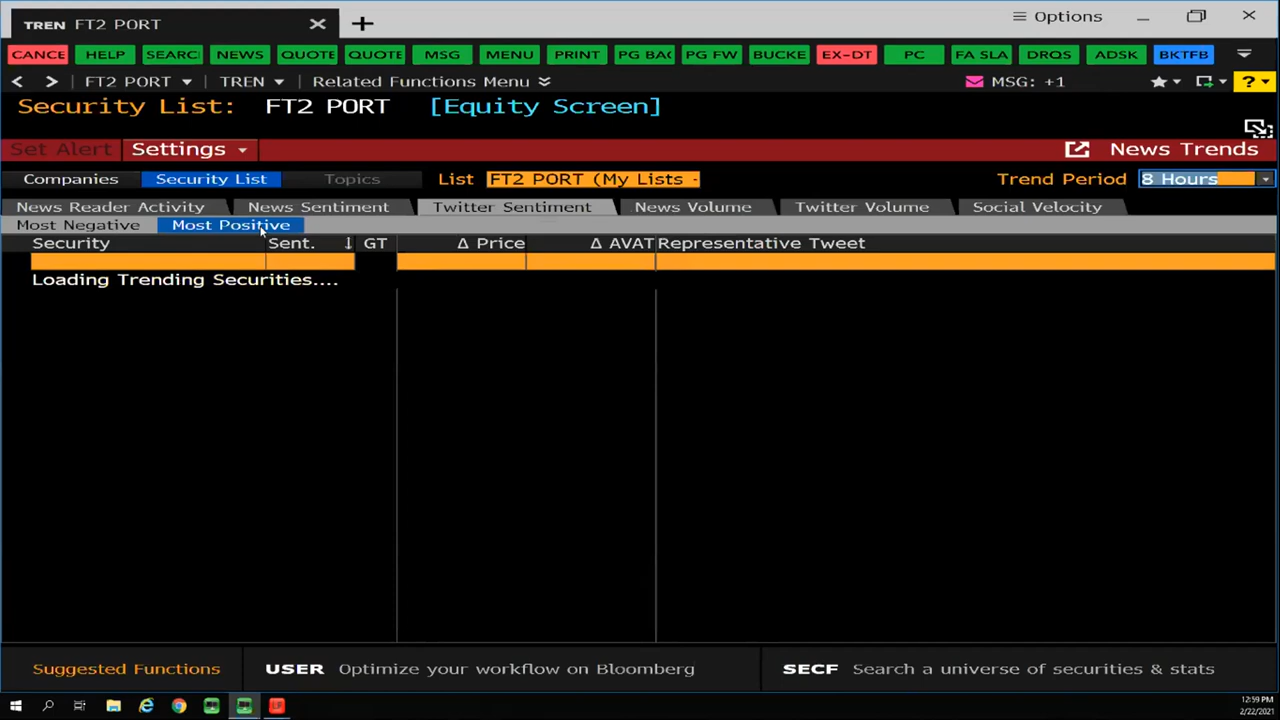 TREN FT2 PORT
Options
CANCE HELP SEARC NEWS QUOTE QUOTE MSG MENU PRINT PG BAC PG FW BUCKE EX-DT PC FA SLA DRQS ADSK BKTFB
FT2 PORT TREN Related Functions Menu MSG: +1 ?
Security List: FT2 PORT [Equity Screen]
Set Alert Settings News Trends
Companies Security List Topics List FT2 PORT (My Lists - Trend Period 8 Hours
News Reader Activity News Sentiment Twitter Sentiment News Volume Twitter Volume Social Velocity
Most Negative Most Positive
Security Sent. ↓ GT Δ Price Δ AVAT Representative Tweet
Loading Trending Securities....
Suggested Functions USER Optimize your workflow on Bloomberg SECF Search a universe of securities & stats
12:59 PM
2/22/2021